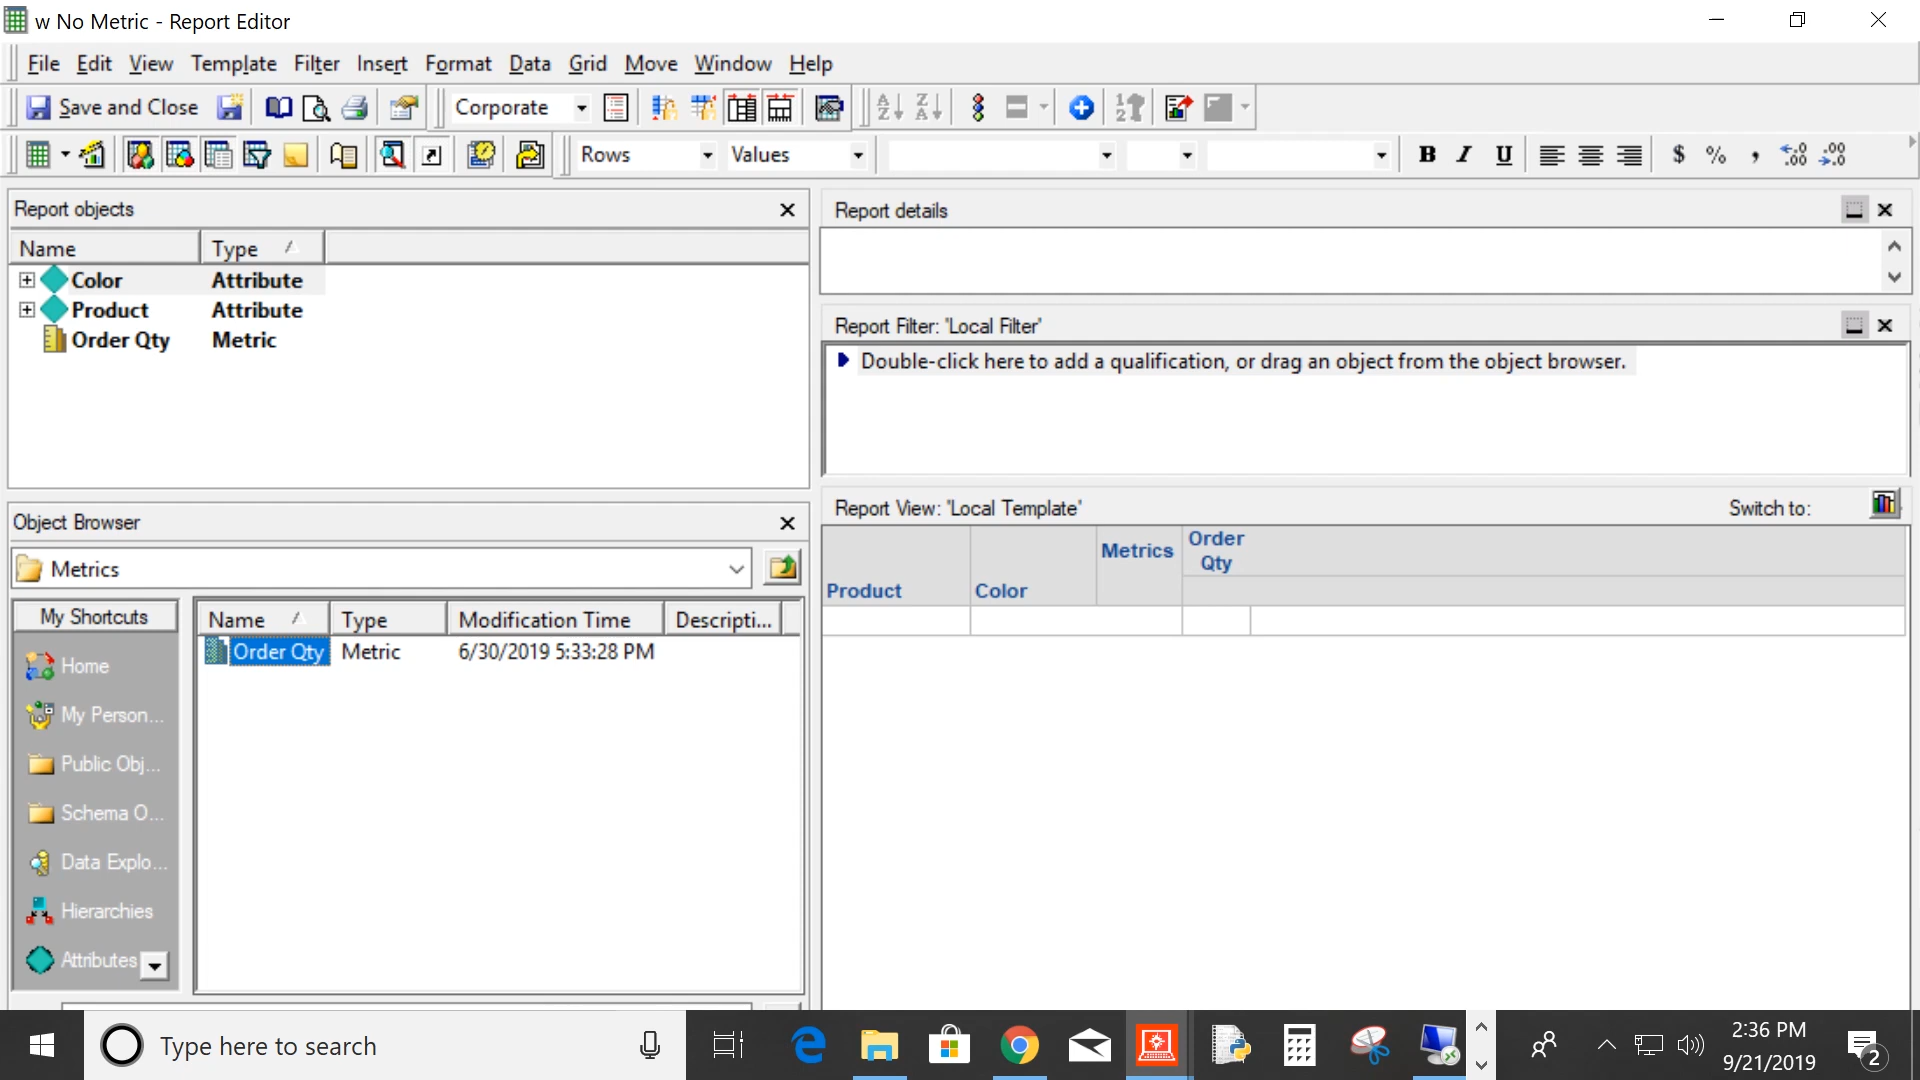 w No Metric - Report Editor
File Edit View Template Filter Insert Format Data Grid Move Window Help
Save and Close Corporate
Rows Values B I U $ % ,
Report objects
Name Type
Color Attribute
Product Attribute
Order Qty Metric
Report details
Report Filter: 'Local Filter'
Double-click here to add a qualification, or drag an object from the object browser.
Object Browser
Metrics
My Shortcuts
Home
My Person...
Public Obj...
Schema O...
Data Explo...
Hierarchies
Attributes
Name Type Modification Time Descripti...
Order Qty Metric 6/30/2019 5:33:28 PM
Report View: 'Local Template' Switch to:
Product Color Metrics Order Qty
Type here to search
2:36 PM
9/21/2019
2